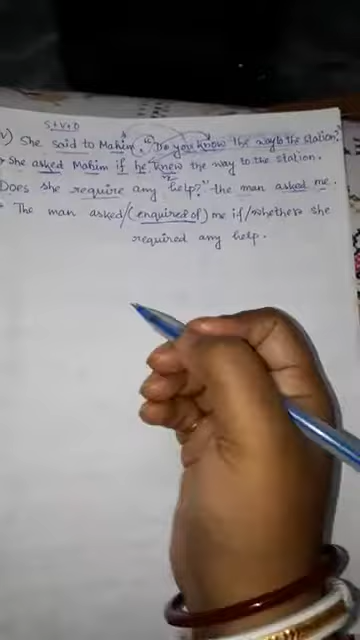 S+V+O
v) She said to Mahim, "Do you know the way to the station?"
→ She asked Mahim if he knew the way to the station.
Does she require any help?" the man asked me.
→ The man asked/(enquired of) me if/whether she
required any help.